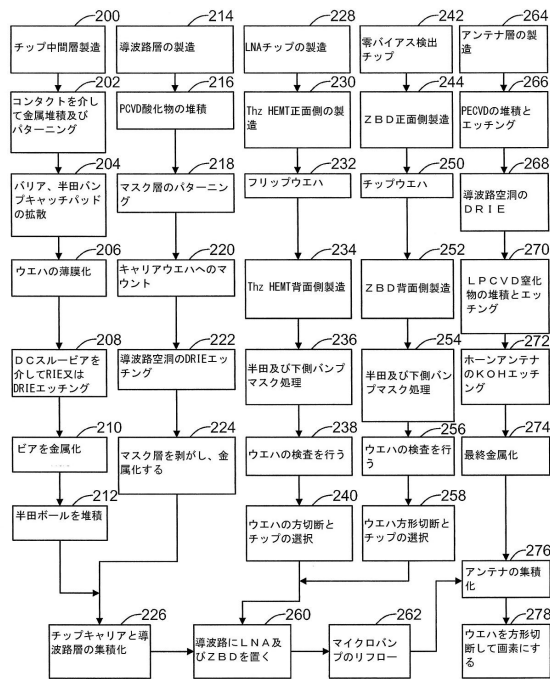 200
チップ中間層製造
202
コンタクトを介し
て金属堆積及び
パターニング
204
バリア、半田バン
プキャッチパッド
の拡散
206
ウエハの薄膜化
208
DCスルービアを
介してRIE又は
DRIEエッチング
210
ビアを金属化
212
半田ボールを堆積
214
導波路層の製造
216
PCVD酸化物の堆積
218
マスク層のパターニ
ング
220
キャリアウエハへのマ
ウント
222
導波路空洞のDRIEエッ
チング
224
マスク層を剥がし、金
属化する
226
チップキャリアと導
波路層の集積化
228
LNAチップの製造
230
Thz HEMT正面側の製
造
232
フリップウエハ
234
Thz HEMT背面側製造
236
半田及び下側バンプ
マスク処理
238
ウエハの検査を行
う
240
ウエハの方切断と
チップの選択
242
零バイアス検出
チップ
244
ZBD正面側製造
250
チップウエハ
252
ZBD背面側製造
254
半田及び下側バン
プマスク処理
256
ウエハの検査を行
う
258
ウエハ方形切断と
チップの選択
260
導波路にLNA及
びZBDを置く
262
マイクロバン
プのリフロー
264
アンテナ層の製
造
266
PECVDの堆積と
エッチング
268
導波路空洞の
DRIE
270
LPCVD窒化
物の堆積とエッ
チング
272
ホーンアンテナ
のKOHエッチ
ング
274
最終金属化
276
アンテナの集積
化
278
ウエハを方形切
断して画素にす
る